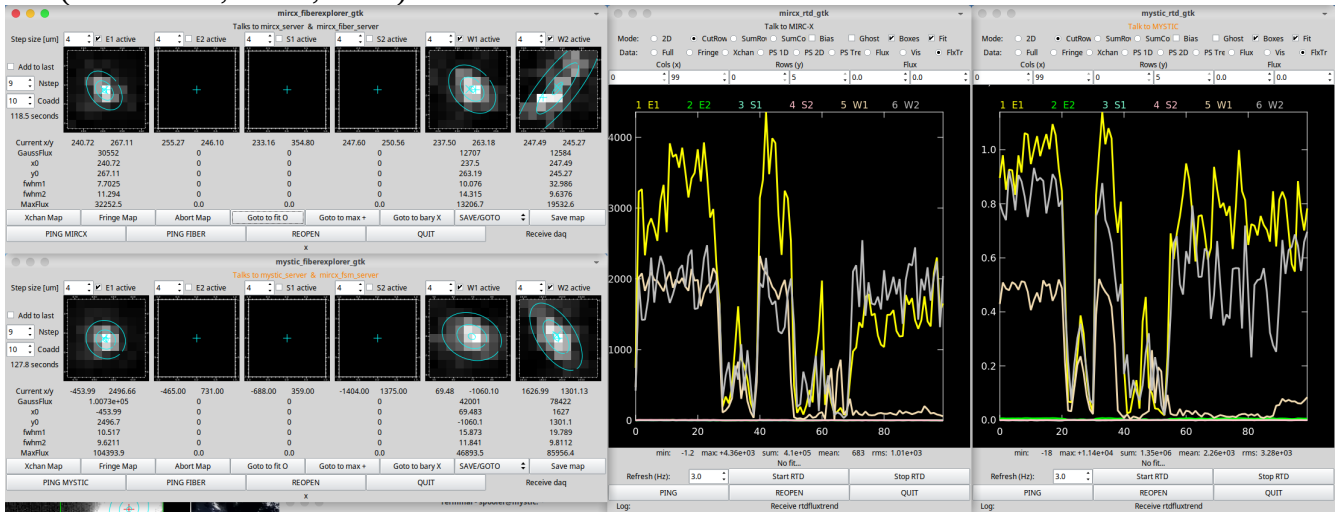 mircx_fiberexplorer_gtk
Talks to mircx_server & mircx_fiber_server
Step size [um] 4 E1 active 4 E2 active 4 S1 active 4 S2 active 4 W1 active 4 W2 active
Add to last
9 Nstep
10 Coadd
118.5 seconds
Current x/y 240.72 267.11 255.27 246.10 233.16 354.80 247.60 250.56 237.50 263.18 247.49 245.27
GaussFlux 30552 0 0 0 12707 12584
x0 240.72 0 0 0 237.5 247.49
y0 267.11 0 0 0 263.19 245.27
fwhm1 7.7025 0 0 0 10.076 32.986
fwhm2 11.294 0 0 0 14.315 9.6376
MaxFlux 32252.5 0.0 0.0 0.0 13206.7 19532.6
Xchan Map Fringe Map Abort Map Goto to fit O Goto to max + Goto to bary X SAVE/GOTO Save map
PING MIRCX PING FIBER REOPEN QUIT Receive daq
x
mystic_fiberexplorer_gtk
Talks to mystic_server & mircx_fsm_server
Step size [um] 4 E1 active 4 E2 active 4 S1 active 4 S2 active 4 W1 active 4 W2 active
Add to last
9 Nstep
10 Coadd
127.8 seconds
Current x/y -453.99 2496.66 -465.00 731.00 -688.00 359.00 -1404.00 1375.00 69.48 -1060.10 1626.99 1301.13
GaussFlux 1.0073e+05 0 0 0 42001 78422
x0 -453.99 0 0 0 69.483 1627
y0 2496.7 0 0 0 -1060.1 1301.1
fwhm1 10.517 0 0 0 15.873 19.789
fwhm2 9.6211 0 0 0 11.841 9.8112
MaxFlux 104393.9 0.0 0.0 0.0 46893.5 85956.4
Xchan Map Fringe Map Abort Map Goto to fit O Goto to max + Goto to bary X SAVE/GOTO Save map
PING MYSTIC PING FIBER REOPEN QUIT Receive daq
x
mircx_rtd_gtk
Talk to MIRC-X
Mode: 2D CutRow SumRo SumCo Bias Ghost Boxes Fit
Data: Full Fringe Xchan PS 1D PS 2D PS Tre Flux Vis FlxTr
Cols (x) Rows (y) Flux
0 99 0 5 0.0 0.0
1 E1 2 E2 3 S1 4 S2 5 W1 6 W2
4000
3000
2000
1000
0
0 20 40 60 80
min: -1.2 max: +4.36e+03 sum: 4.1e+05 mean: 683 rms: 1.01e+03
No fit...
Refresh (Hz): 3.0 Start RTD Stop RTD
PING REOPEN QUIT
Log: Receive rtdfluxtrend
mystic_rtd_gtk
Talk to MYSTIC
Mode: 2D CutRow SumRo SumCo Bias Ghost Boxes Fit
Data: Full Fringe Xchan PS 1D PS 2D PS Tre Flux Vis FlxTr
Cols (x) Rows (y) Flux
0 99 0 5 0.0 0.0
1 E1 2 E2 3 S1 4 S2 5 W1 6 W2
1.0
0.8
0.6
0.4
0.2
0.0
0 20 40 60 80
min: -18 max: +1.14e+04 sum: 1.35e+06 mean: 2.26e+03 rms: 3.28e+03
No fit...
Refresh (Hz): 3.0 Start RTD Stop RTD
PING REOPEN QUIT
Log: Receive rtdfluxtrend